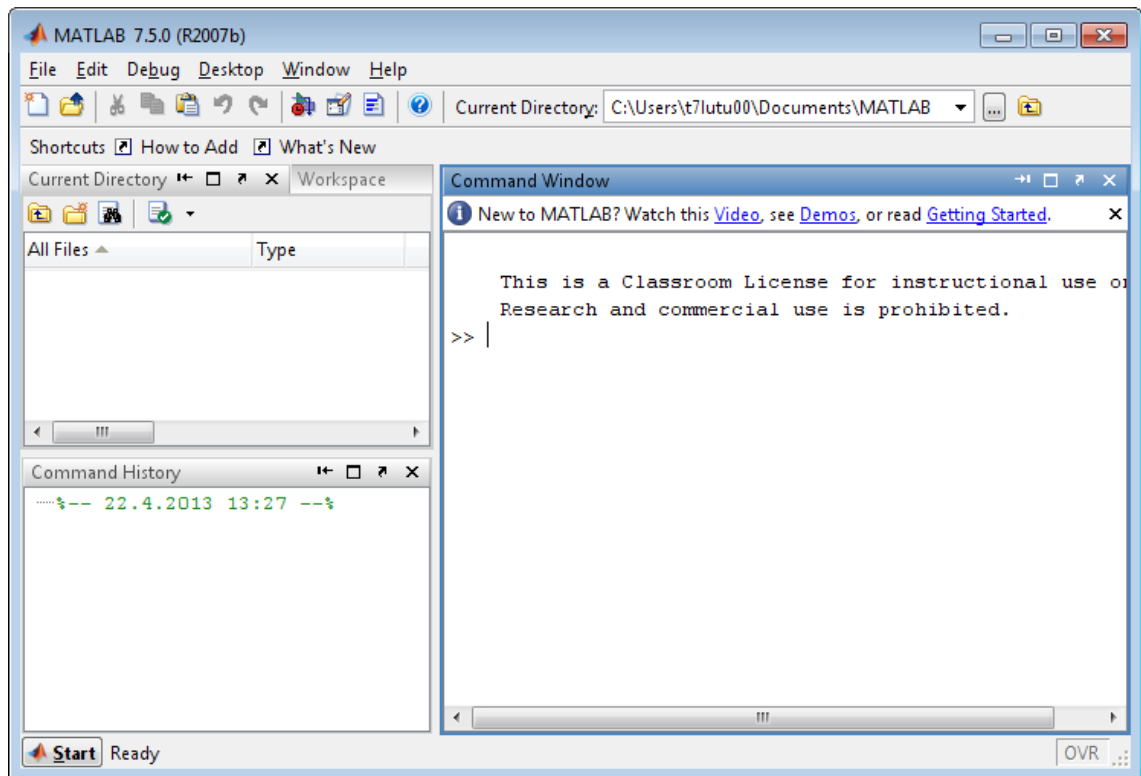 MATLAB 7.5.0 (R2007b)
File Edit Debug Desktop Window Help
Current Directory: C:\Users\t7lutu00\Documents\MATLAB ...
Shortcuts How to Add What's New
Current Directory Workspace
All Files Type
Command History
%-- 22.4.2013 13:27 --%
Command Window
New to MATLAB? Watch this Video, see Demos, or read Getting Started.
This is a Classroom License for instructional use
Research and commercial use is prohibited.
>>
Start Ready
OVR